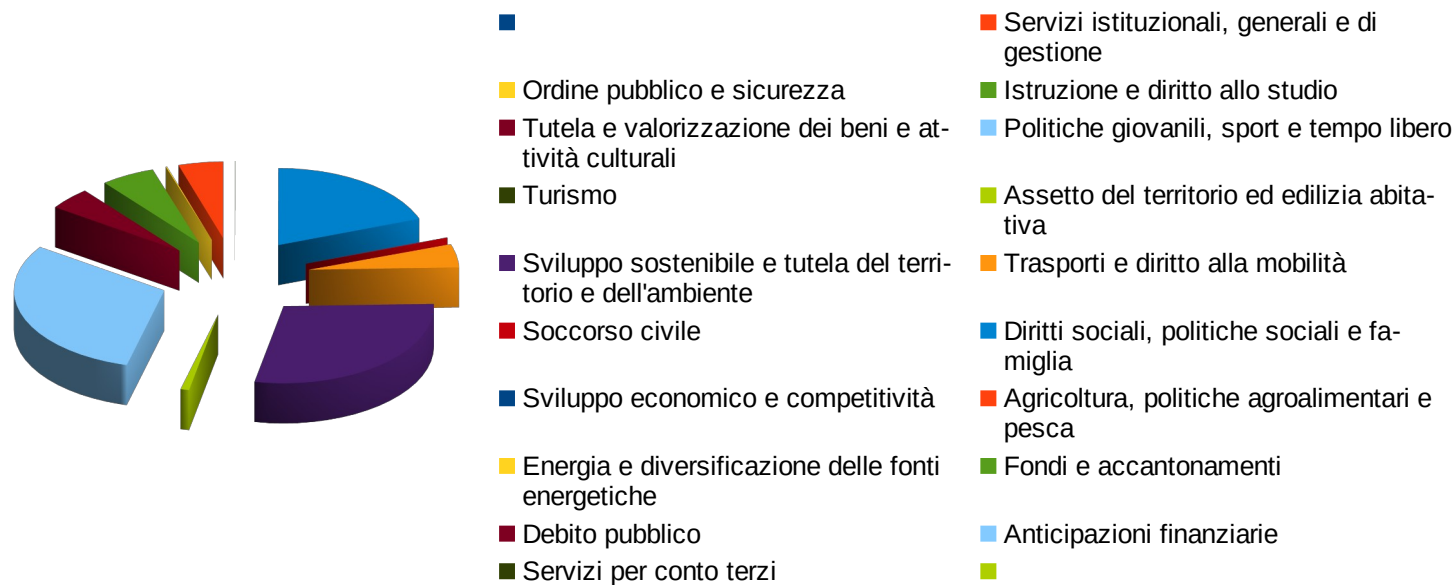 Servizi istituzionali, generali e di
gestione
Ordine pubblico e sicurezza
Istruzione e diritto allo studio
Tutela e valorizzazione dei beni e at-
tività culturali
Politiche giovanili, sport e tempo libero
Turismo
Assetto del territorio ed edilizia abita-
tiva
Sviluppo sostenibile e tutela del terri-
torio e dell'ambiente
Trasporti e diritto alla mobilità
Soccorso civile
Diritti sociali, politiche sociali e fa-
miglia
Sviluppo economico e competitività
Agricoltura, politiche agroalimentari e
pesca
Energia e diversificazione delle fonti
energetiche
Fondi e accantonamenti
Debito pubblico
Anticipazioni finanziarie
Servizi per conto terzi